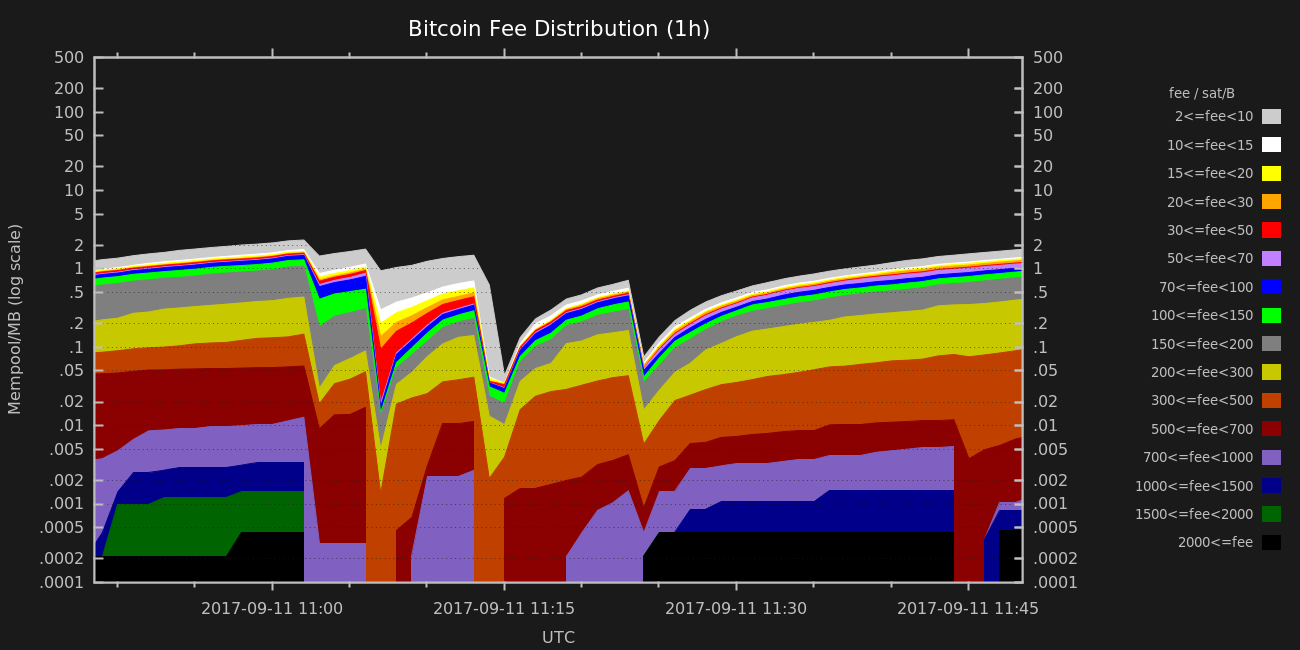 Bitcoin Fee Distribution (1h)
Mempool/MB (log scale)
500
200
100
50
20
10
5
2
1
.5
.2
.1
.05
.02
.01
.005
.002
.001
.0005
.0002
.0001
500
200
100
50
20
10
5
2
1
.5
.2
.1
.05
.02
.01
.005
.002
.001
.0005
.0002
.0001
2017-09-11 11:00
2017-09-11 11:15
2017-09-11 11:30
2017-09-11 11:45
UTC
fee / sat/B
2<=fee<10
10<=fee<15
15<=fee<20
20<=fee<30
30<=fee<50
50<=fee<70
70<=fee<100
100<=fee<150
150<=fee<200
200<=fee<300
300<=fee<500
500<=fee<700
700<=fee<1000
1000<=fee<1500
1500<=fee<2000
2000<=fee